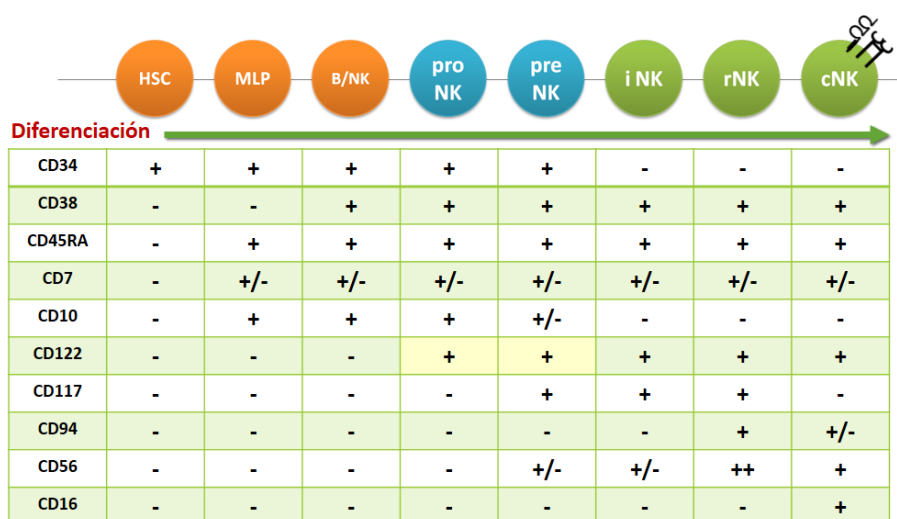 HSC MLP B/NK pro NK pre NK i NK rNK cNK
Diferenciación
CD34 + + + + + - - -
CD38 - - + + + + + +
CD45RA - + + + + + + +
CD7 - +/- +/- +/- +/- +/- +/- +/-
CD10 - + + + +/- - - -
CD122 - - - + + + + +
CD117 - - - - + + + -
CD94 - - - - - - + +/-
CD56 - - - - +/- +/- ++ +
CD16 - - - - - - - +